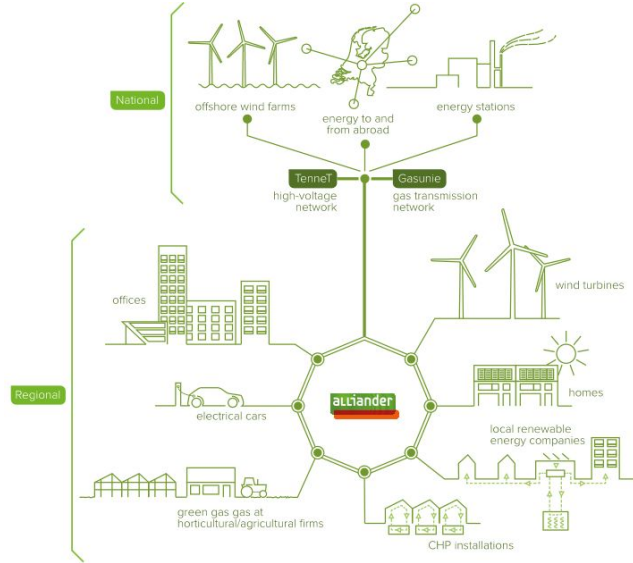 National
offshore wind farms
energy to and
from abroad
energy stations
TenneT
Gasunie
high-voltage
network
gas transmission
network
Regional
offices
wind turbines
alliander
electrical cars
homes
local renewable
energy companies
green gas gas at
horticultural/agricultural firms
CHP installations